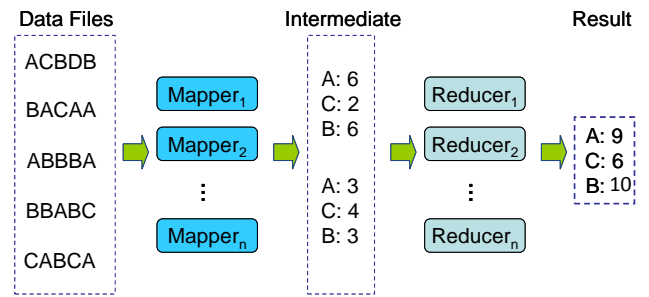 Data Files
ACBDB
BACAA
ABBBA
BBABC
CABCA
Mapper1
Mapper2
⋮
Mappern
Intermediate
A: 6
C: 2
B: 6
A: 3
C: 4
B: 3
Reducer1
Reducer2
⋮
Reducern
Result
A: 9
C: 6
B: 10